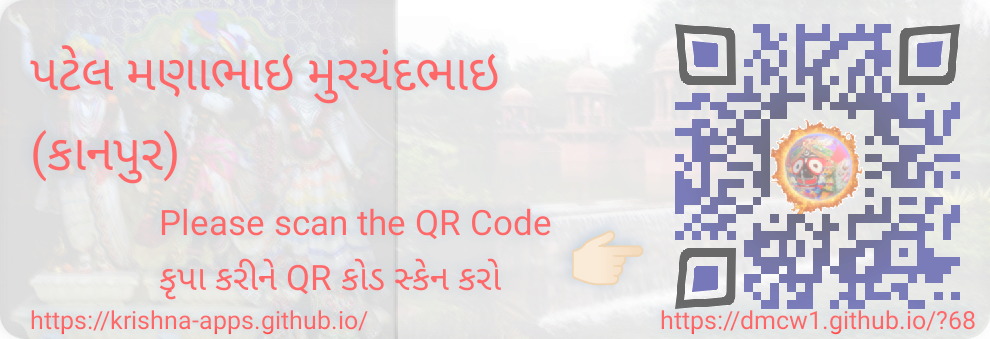 પટેલ મણાભાઇ મુરચંદભાઇ
(કાનપુર)
Please scan the QR Code
કૃપા કરીને QR કોડ સ્કેન કરો
https://krishna-apps.github.io/
https://dmcw1.github.io/?68